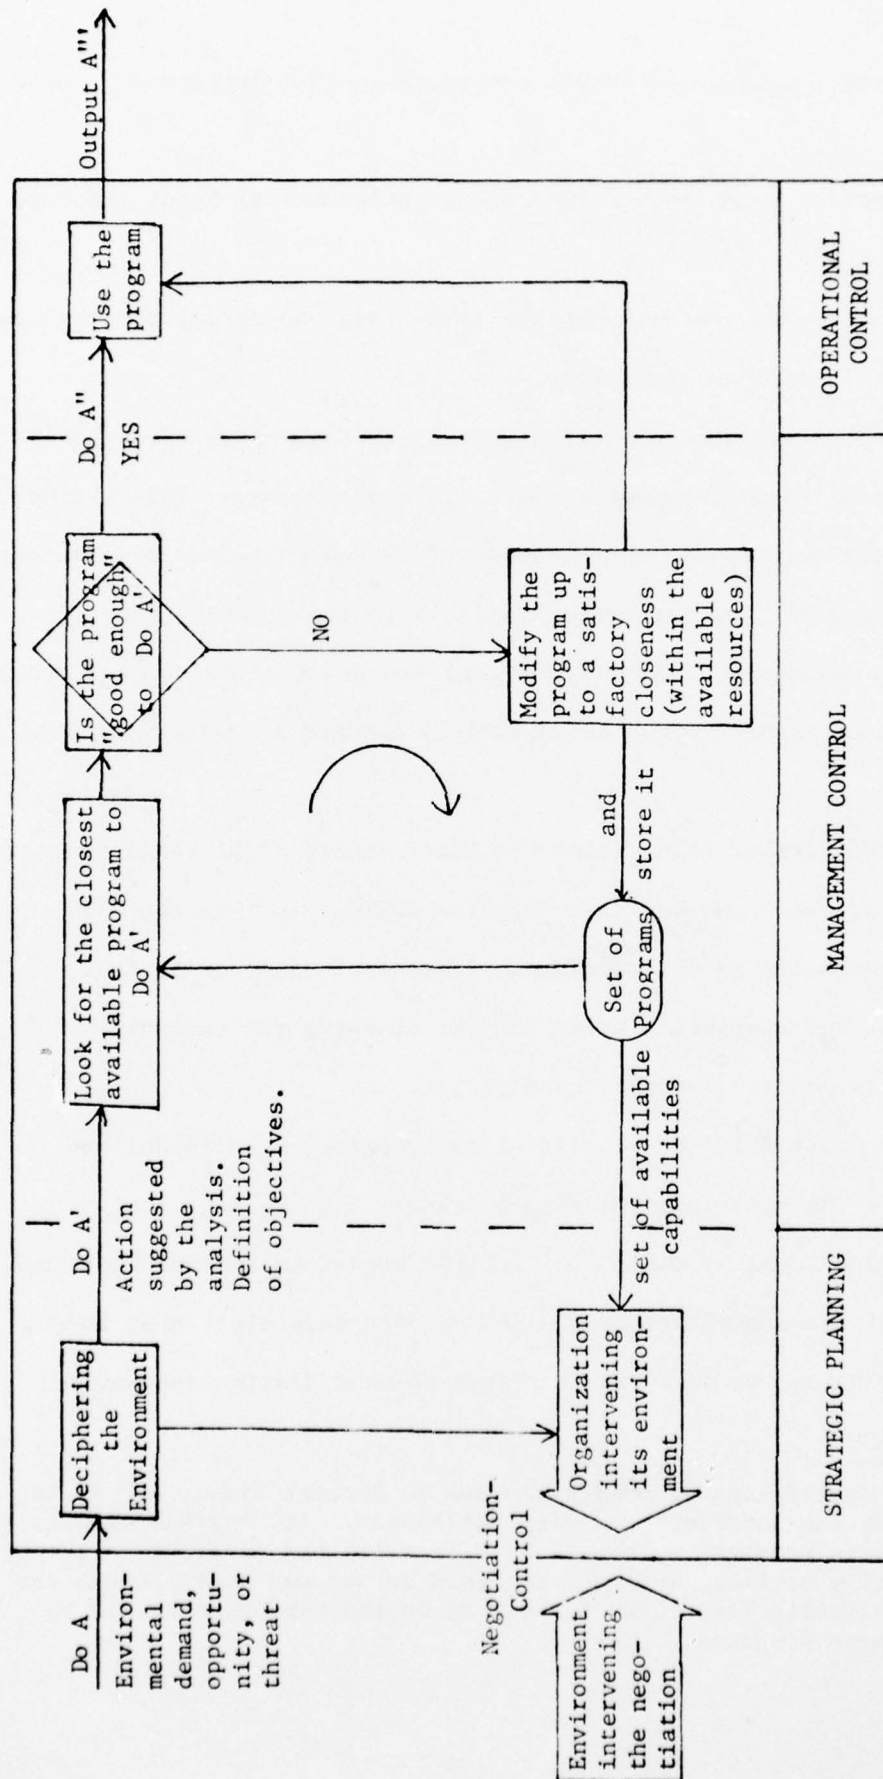 Do A
Environ-
mental
demand,
opportu-
nity, or
threat
Deciphering
the
Environment
Do A'
Action
suggested
by the
analysis.
Definition
of objectives.
Look for the closest
available program to
Do A'
Is the program
"good enough"
to Do A'
Do A"
YES
Use the
program
Output A"',
NO
Modify the
program up
to a satis-
factory
closeness
(within the
available
resources)
and
store it
Set of
Programs
set of available
capabilities
Organization
intervening
its environ-
ment
Negotiation-
Control
Environment
intervening
the nego-
tiation
STRATEGIC PLANNING
MANAGEMENT CONTROL
OPERATIONAL
CONTROL